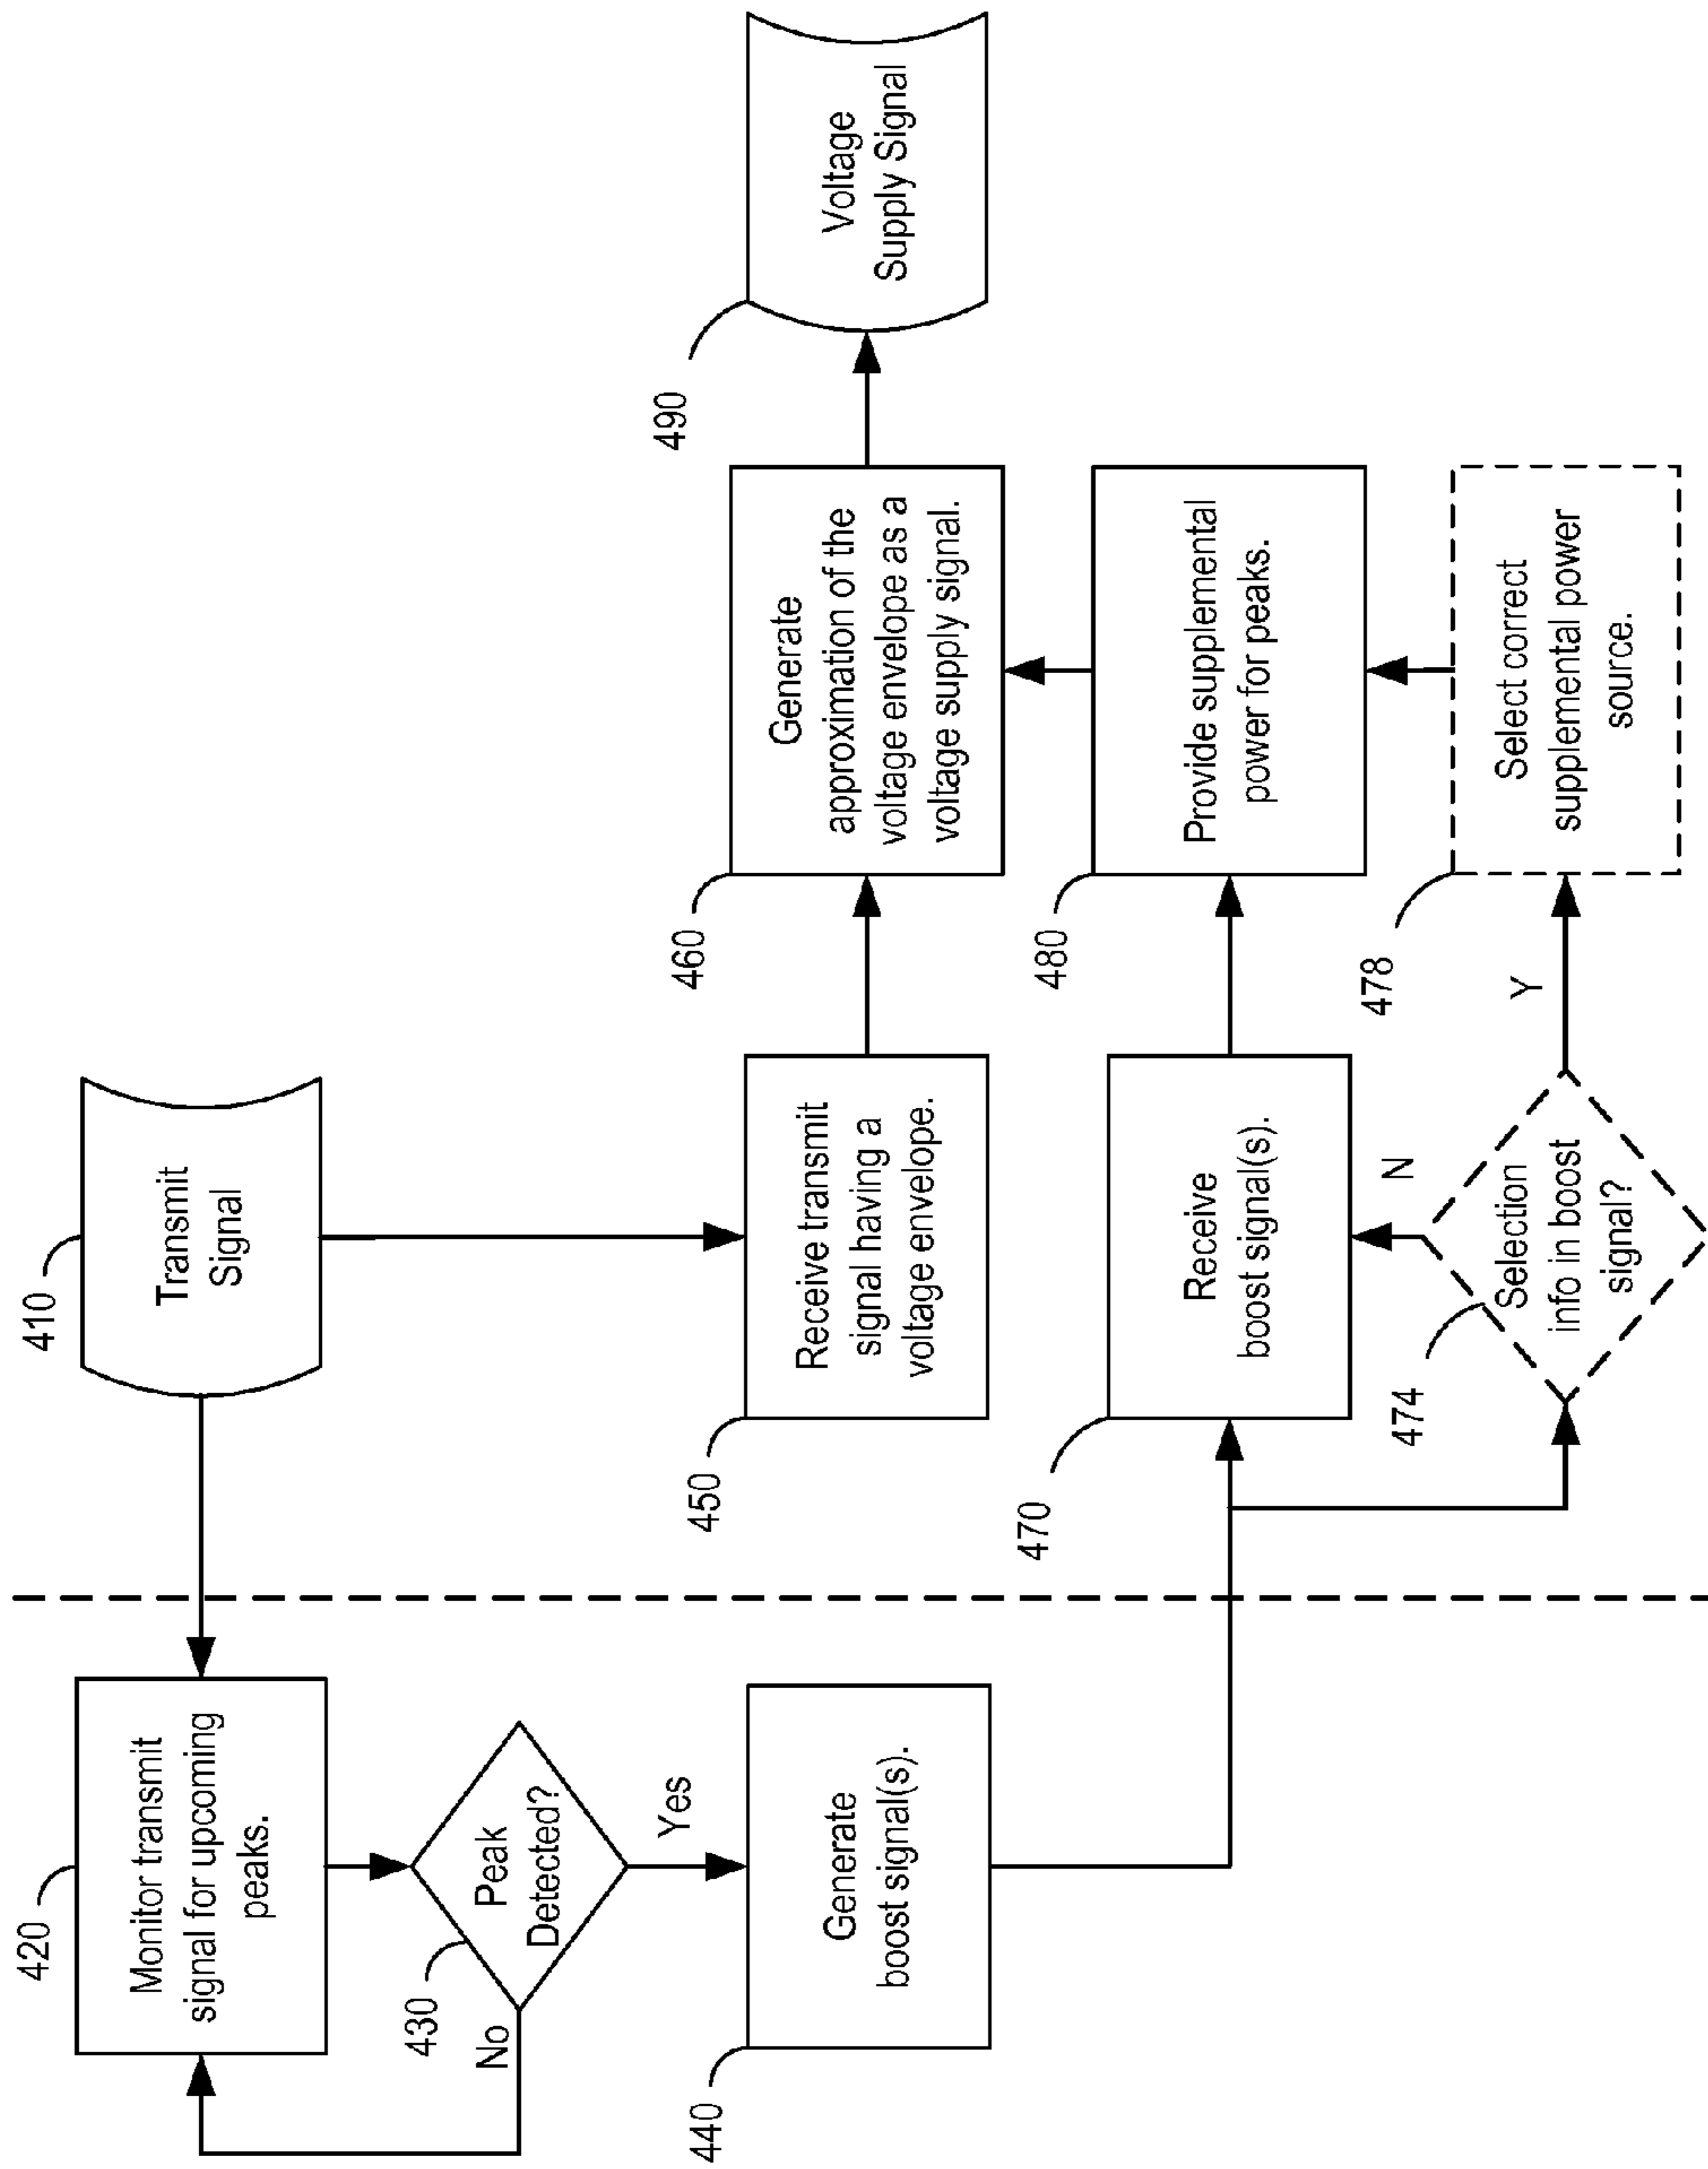 410
Transmit
Signal
420
Monitor transmit
signal for upcoming
peaks.
430
Peak
Detected?
No
Yes
440
Generate
boost signal(s).
450
Receive transmit
signal having a
voltage envelope.
460
Generate
approximation of the
voltage envelope as a
voltage supply signal.
490
Voltage
Supply Signal
470
Receive
boost signal(s).
480
Provide supplemental
power for peaks.
474
Selection
info in boost
signal?
N
Y
478
Select correct
supplemental power
source.